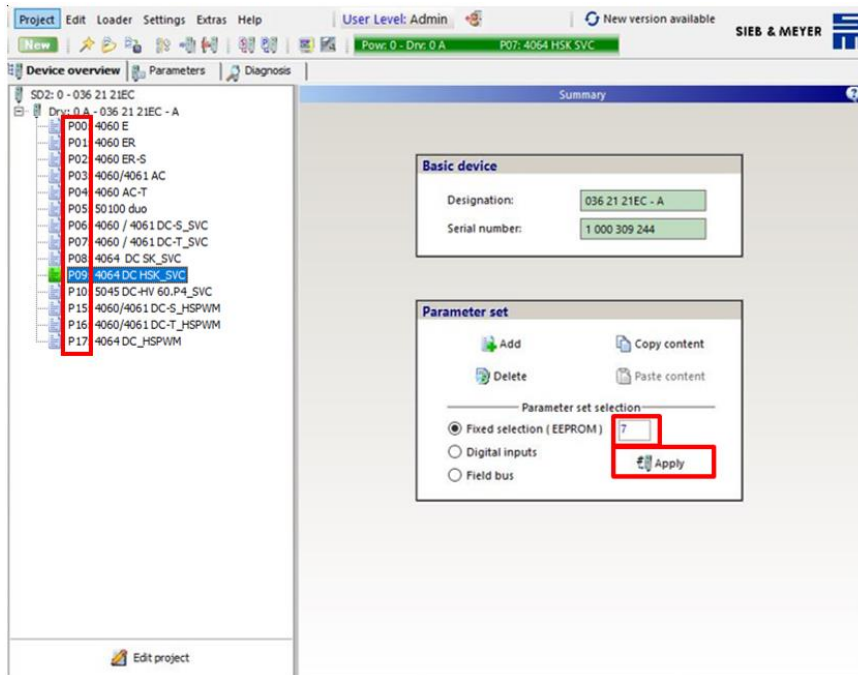 Project Edit Loader Settings Extras Help
User Level: Admin
New version available
SIEB & MEYER
New
Pow: 0 - Drv: 0 A P07: 4064 HSK SVC
Device overview Parameters Diagnosis
SD2: 0 - 036 21 21EC
Drv: 0 A - 036 21 21EC - A
P00: 4060 E
P01: 4060 ER
P02: 4060 ER-S
P03: 4060/4061 AC
P04: 4060 AC-T
P05: 50100 duo
P06: 4060 / 4061 DC-S_SVC
P07: 4060 / 4061 DC-T_SVC
P08: 4064 DC SK_SVC
P09: 4064 DC HSK_SVC
P10: 5045 DC-HV 60.P4_SVC
P15: 4060/4061 DC-S_HSPWM
P16: 4060/4061 DC-T_HSPWM
P17: 4064 DC_HSPWM
Edit project
Summary
?
Basic device
Designation: 036 21 21EC - A
Serial number: 1 000 309 244
Parameter set
Add Copy content
Delete Paste content
Parameter set selection
Fixed selection ( EEPROM ) 7
Digital inputs
Apply
Field bus